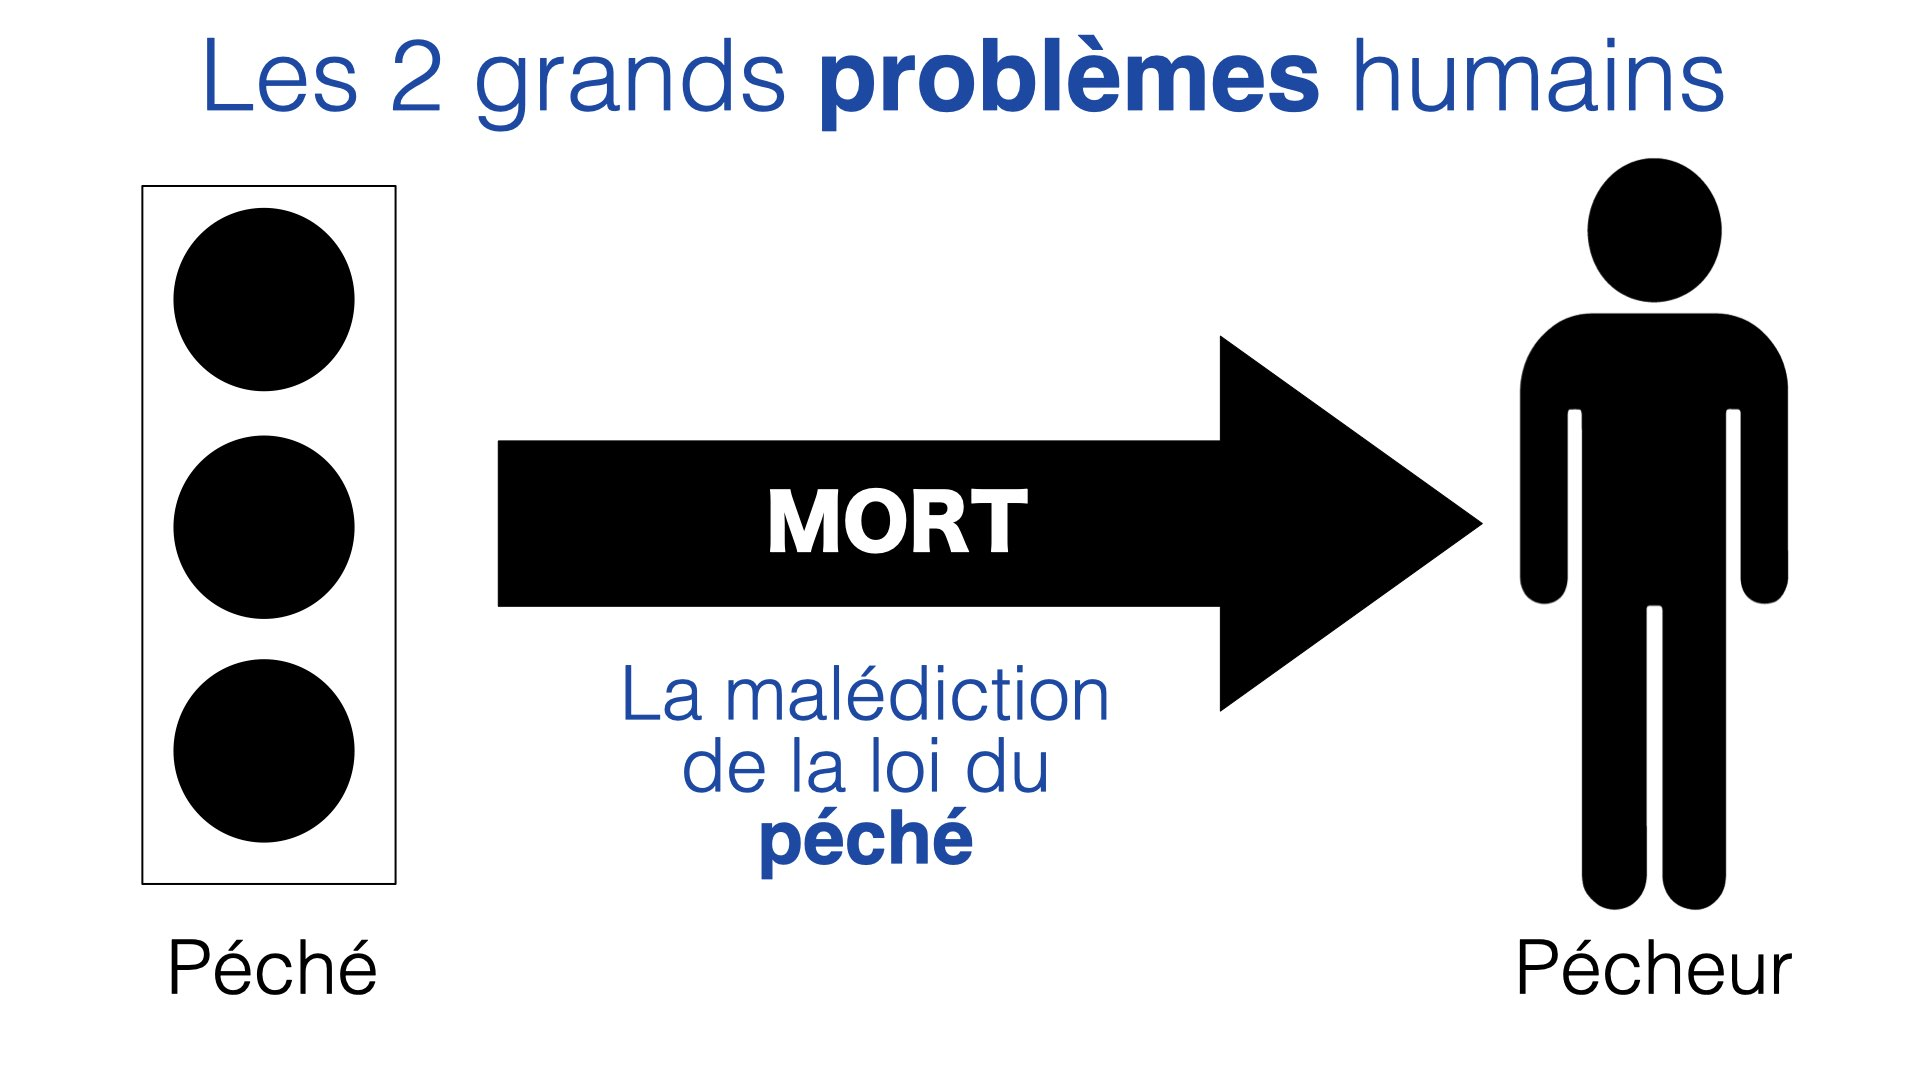 Les 2 grands problèmes humains
MORT
La malédiction
de la loi du
péché
Péché
Pécheur